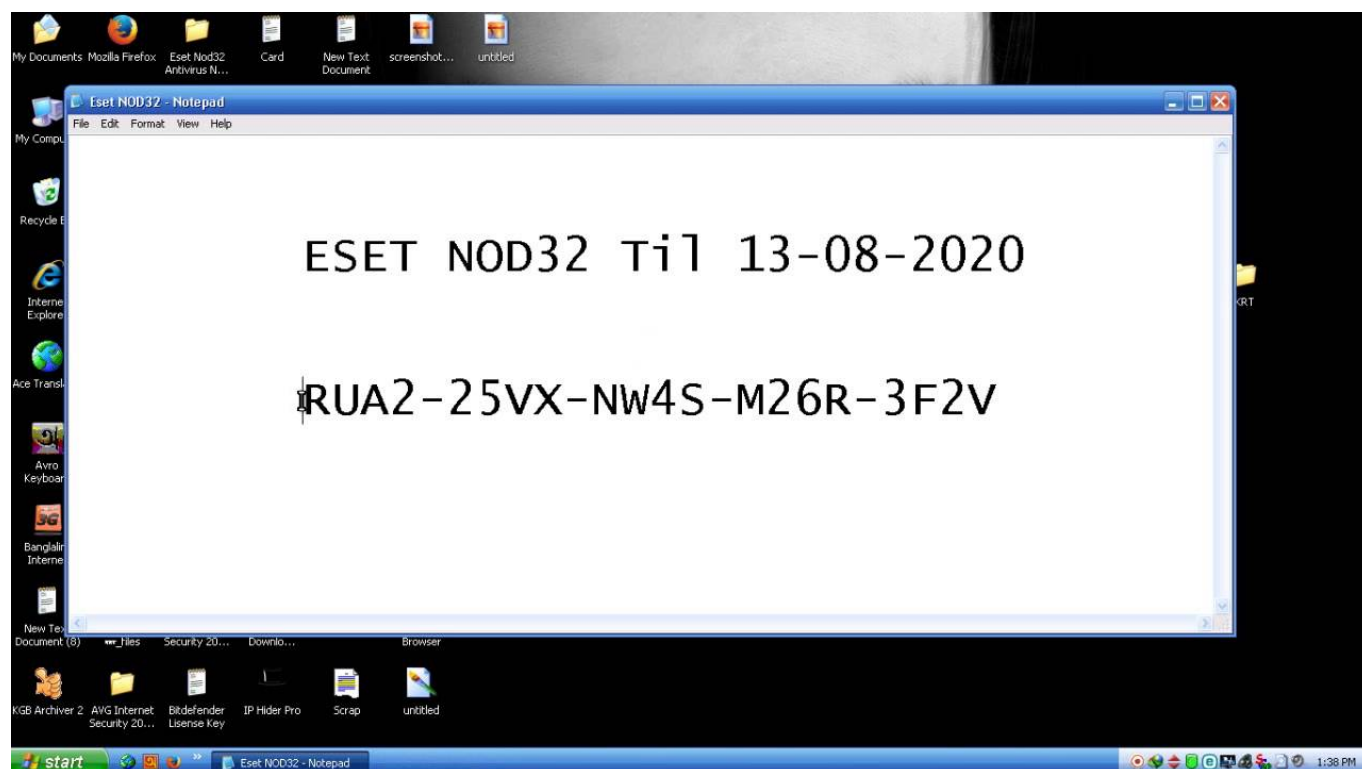 My Documents
Mozilla Firefox
Eset Nod32
Antivirus N...
Card
New Text
Document
screenshot...
untitled
Eset NOD32 - Notepad
File Edit Format View Help
My Compu
Recycle B
Interne
Explore
Ace Transl
Avro
Keyboar
3G
Banglalin
Interne
New Tex
Document (8)
ESET NOD32 Til 13-08-2020
RUA2-25VX-NW4S-M26R-3F2V
KRT
_files
Security 20...
Downlo...
Browser
KGB Archiver 2
AVG Internet
Security 20...
Bitdefender
Lisense Key
IP Hider Pro
Scrap
untitled
start
Eset NOD32 - Notepad
1:38 PM